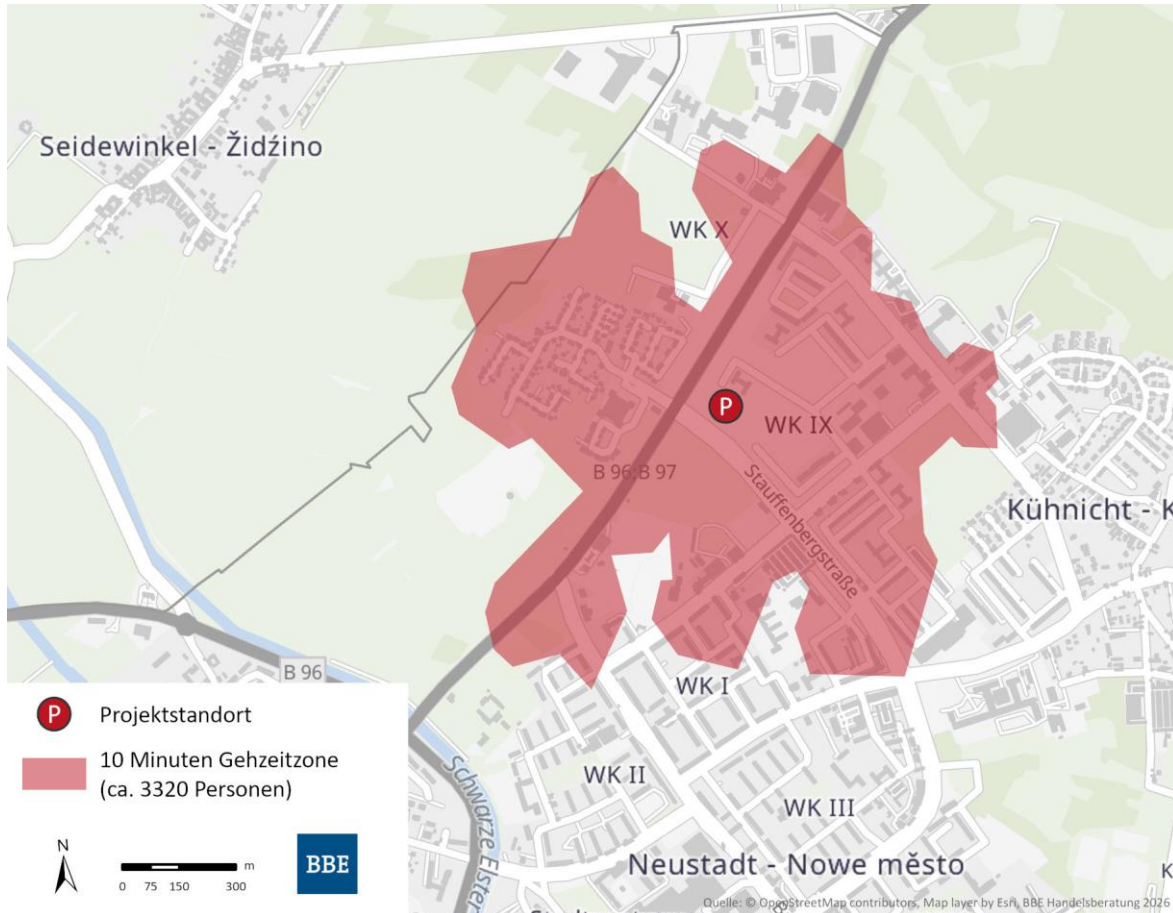 Seidewinkel - Židźino
WK X
P
WK IX
B 96;B 97
Stauffenbergstraße
Kühnicht - K
B 96
WK I
WK II
WK III
Schwarze Elster
Neustadt - Nowe město
K
P Projektstandort
10 Minuten Gehzeitzone
(ca. 3320 Personen)
N
m
0 75 150 300
BBE
Quelle: © OpenStreetMap contributors, Map layer by Esri, BBE Handelsberatung 2026